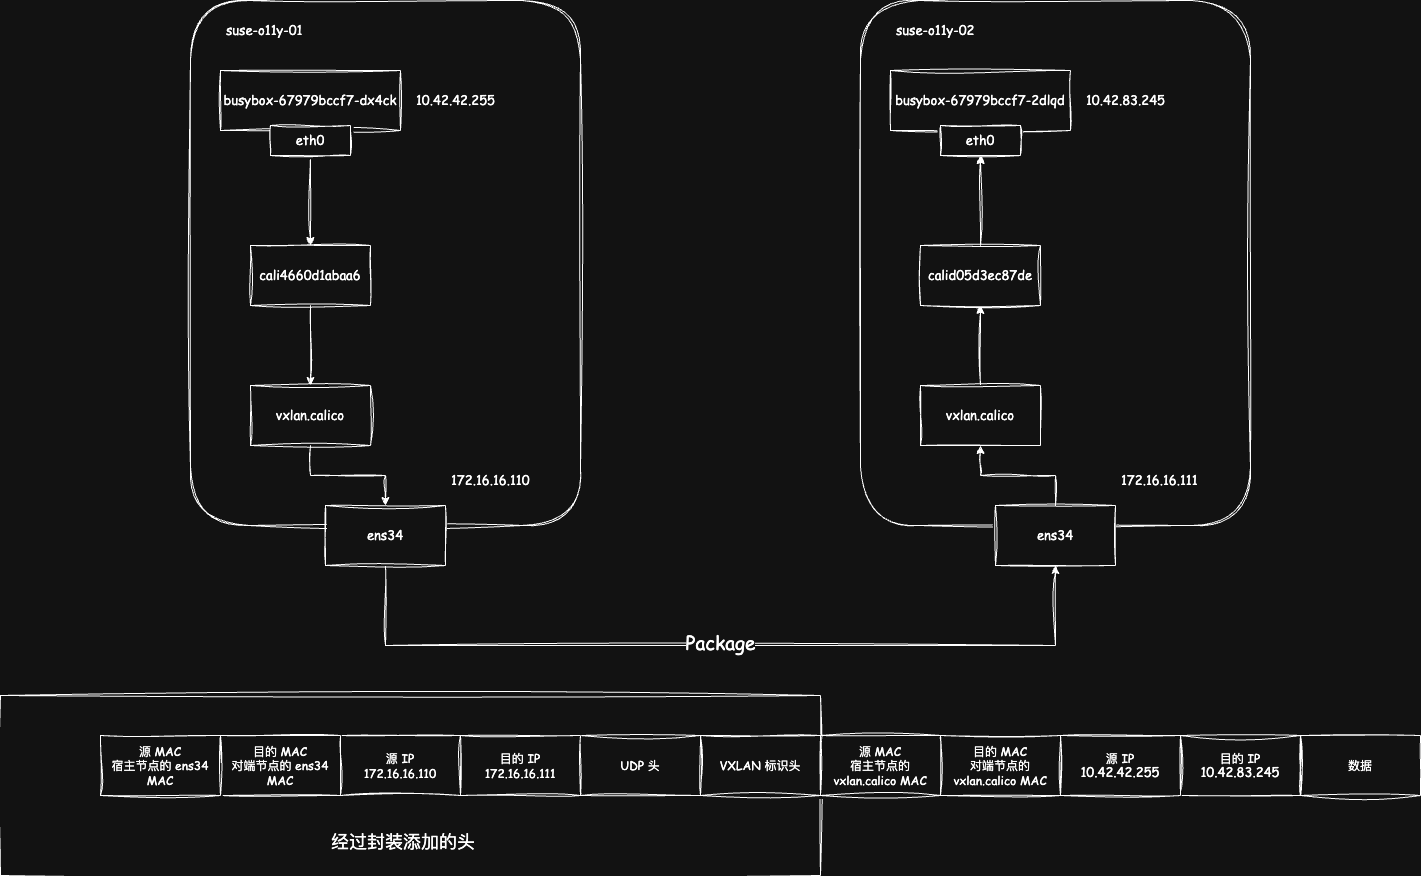 suse-o11y-01
busybox-67979bccf7-dx4ck
10.42.42.255
eth0
cali4660d1abaa6
vxlan.calico
172.16.16.110
ens34
suse-o11y-02
busybox-67979bccf7-2dlqd
10.42.83.245
eth0
calid05d3ec87de
vxlan.calico
172.16.16.111
ens34
Package
源 MAC
宿主节点的 ens34
MAC
目的 MAC
对端节点的 ens34
MAC
源 IP
172.16.16.110
目的 IP
172.16.16.111
UDP 头
VXLAN 标识头
源 MAC
宿主节点的
vxlan.calico MAC
目的 MAC
对端节点的
vxlan.calico MAC
源 IP
10.42.42.255
目的 IP
10.42.83.245
数据
经过封装添加的头